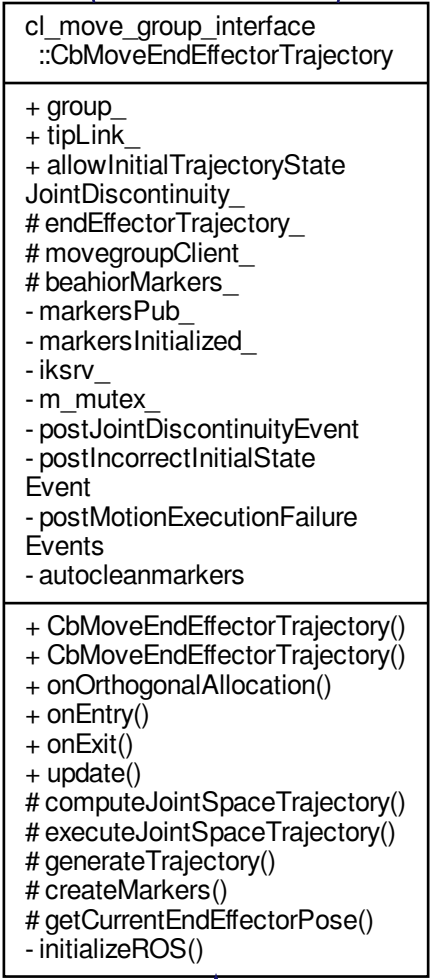 cl_move_group_interface
::CbMoveEndEffectorTrajectory
+ group_
+ tipLink_
+ allowInitialTrajectoryState
JointDiscontinuity_
# endEffectorTrajectory_
# movegroupClient_
# beahiorMarkers_
- markersPub_
- markersInitialized_
- iksrv_
- m_mutex_
- postJointDiscontinuityEvent
- postIncorrectInitialState
Event
- postMotionExecutionFailure
Events
- autocleanmarkers
+ CbMoveEndEffectorTrajectory()
+ CbMoveEndEffectorTrajectory()
+ onOrthogonalAllocation()
+ onEntry()
+ onExit()
+ update()
# computeJointSpaceTrajectory()
# executeJointSpaceTrajectory()
# generateTrajectory()
# createMarkers()
# getCurrentEndEffectorPose()
- initializeROS()